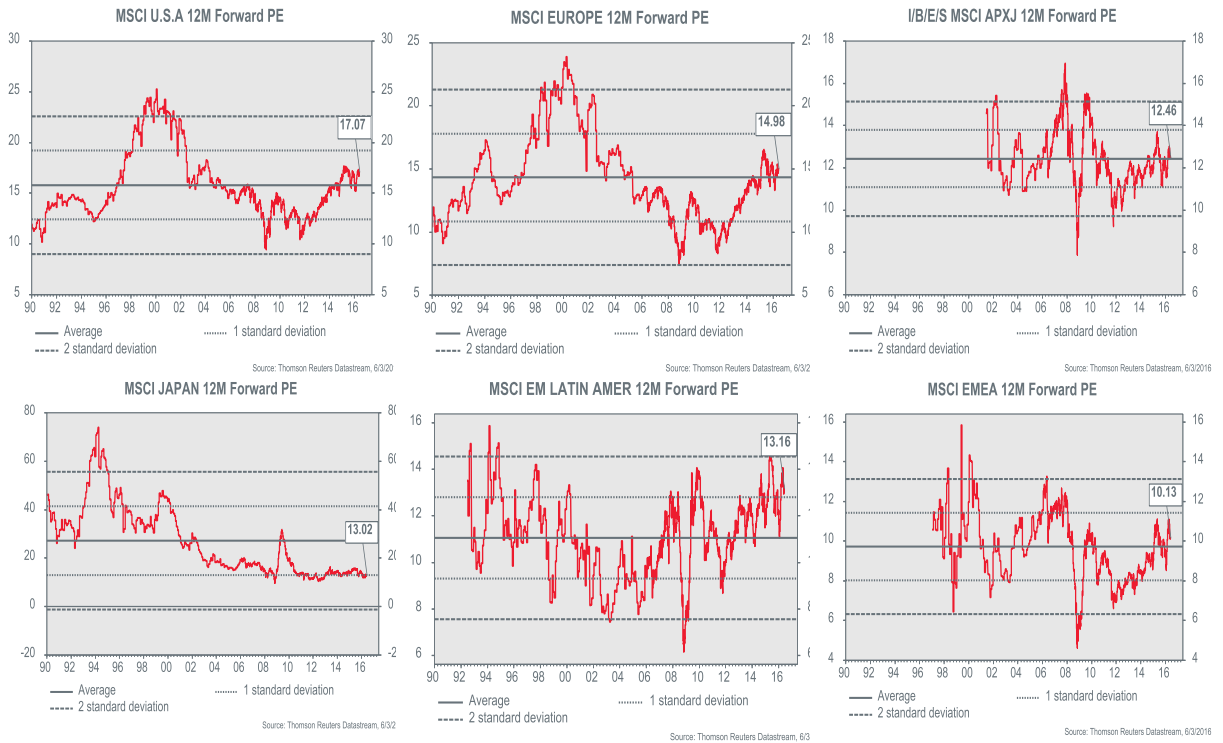 MSCI U.S.A 12M Forward PE
30
25
20
15
10
5
30
25
20
15
10
5
17.07
90 92 94 96 98 00 02 04 06 08 10 12 14 16
Average
1 standard deviation
2 standard deviation
Source: Thomson Reuters Datastream, 6/3/20
MSCI EUROPE 12M Forward PE
25
20
15
10
5
14.98
90 92 94 96 98 00 02 04 06 08 10 12 14 16
Average
1 standard deviation
2 standard deviation
Source: Thomson Reuters Datastream, 6/3/2
I/B/E/S MSCI APXJ 12M Forward PE
18
16
14
12
10
8
6
18
16
14
12
10
8
6
12.46
90 92 94 96 98 00 02 04 06 08 10 12 14 16
Average
1 standard deviation
2 standard deviation
Source: Thomson Reuters Datastream, 6/3/2016
MSCI JAPAN 12M Forward PE
80
60
40
20
0
-20
13.02
90 92 94 96 98 00 02 04 06 08 10 12 14 16
Average
1 standard deviation
2 standard deviation
Source: Thomson Reuters Datastream, 6/3/2
MSCI EM LATIN AMER 12M Forward PE
16
14
12
10
8
6
13.16
90 92 94 96 98 00 02 04 06 08 10 12 14 16
Average
1 standard deviation
2 standard deviation
Source: Thomson Reuters Datastream, 6/3
MSCI EMEA 12M Forward PE
16
14
12
10
8
6
4
16
14
12
10
8
6
4
10.13
90 92 94 96 98 00 02 04 06 08 10 12 14 16
Average
1 standard deviation
2 standard deviation
Source: Thomson Reuters Datastream, 6/3/2016